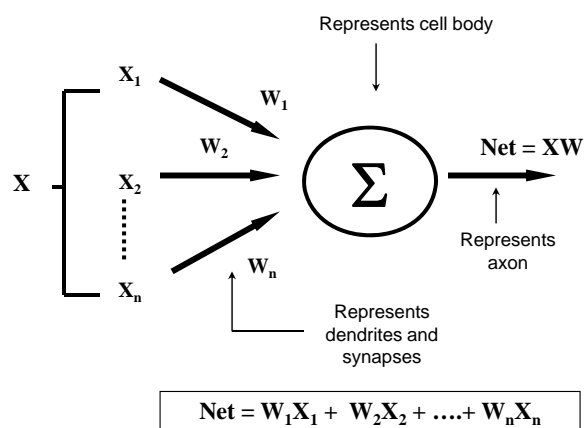 Represents cell body
X₁
W₁
W₂
Net = XW
X
X₂
Σ
Represents
axon
Wₙ
Xₙ
Represents
dendrites and
synapses
Net = W₁X₁ + W₂X₂ + ....+ WₙXₙ